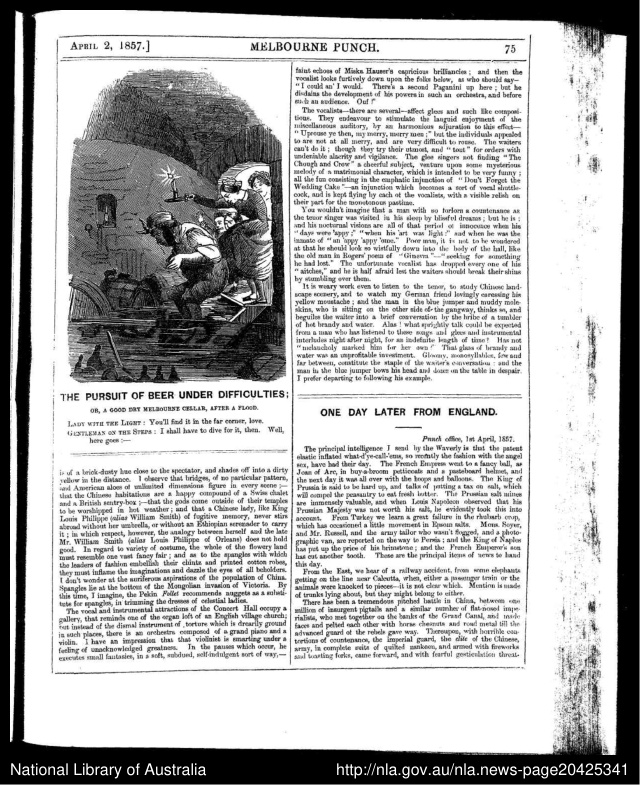 APRIL 2, 1857.]
MELBOURNE PUNCH.
75
THE PURSUIT OF BEER UNDER DIFFICULTIES;
OR, A GOOD DRY MELBOURNE CELLAR, AFTER A FLOOD.
LADY WITH THE LIGHT: You'll find it in the far corner, love.
GENTLEMAN ON THE STEPS: I shall have to dive for it, then. Well,
here goes:—
is of a brick-dusty hue close to the spectator, and shades off into a dirty
yellow in the distance. I observe that bridges, of no particular pattern,
and American aloes of unlimited dimensions figure in every scene;—
that the Chinese habitations are a happy compound of a Swiss chalet
and a British sentry-box;—that the gods come outside of their temples
to be worshipped in hot weather; and that a Chinese lady, like King
Louis Philippe (alias William Smith) of fugitive memory, never stirs
abroad without her umbrella, or without an Ethiopian serenader to carry
it; in which respect, however, the analogy between herself and the late
Mr. William Smith (alias Louis Philippe of Orleans) does not hold
good. In regard to variety of costume, the whole of the flowery land
must resemble one vast fancy fair; and as to the spangles with which
the leaders of fashion embellish their chintz and printed cotton robes,
they must inflame the imaginations and dazzle the eyes of all beholders.
I don't wonder at the auriferous aspirations of the population of China.
Spangles lie at the bottom of the Mongolian invasion of Victoria. By
this time, I imagine, the Pekin Follet recommends nuggets as a substi-
tute for spangles, in trimming the dresses of celestial ladies.
The vocal and instrumental attractions of the Concert Hall occupy a
gallery, that reminds one of the organ loft of an English village church;
but instead of the dismal instrument of torture which is drearily ground
in such places, there is an orchestra composed of a grand piano and a
violin. I have an impression that that violinist is smarting under a
feeling of unacknowledged greatness. In the pauses which occur, he
executes small fantasies, in a soft, subdued, self-indulgent sort of way,—
faint echoes of Miska Hauser's capricious brilliancies; and then the
vocalist looks furtively down upon the folks below, as who should say—
"I could an' I would. There's a second Paganini up here; but he
disdains the development of his powers in such an orchestra, and before
such an audience. Ouf!"
The vocalists—there are several—affect glees and such like composi-
tions. They endeavour to stimulate the languid enjoyment of the
miscellaneous auditory, by an harmonious adjuration to this effect—
"Uprouse ye then, my merry, merry men;" but the individuals appealed
to are not at all merry, and are very difficult to rouse. The waiters
can't do it; though they try their utmost, and "tout" for orders with
undeniable alacrity and vigilance. The glee singers not finding "The
Chough and Crow" a cheerful subject, venture upon some mysterious
melody of a matrimonial character, which is intended to be very funny;
all the fun consisting in the emphatic injunction of "Don't Forget the
Wedding Cake"—an injunction which becomes a sort of vocal shuttle-
cock, and is kept flying by each of the vocalists, with a visible relish on
their part for the monotonous pastime.
You wouldn't imagine that a man with so forlorn a countenance as
the tenor singer was visited in his sleep by blissful dreams; but he is:
and his nocturnal visions are all of that period of innocence when his
"days were 'appy;" "when his 'art was light:" and when he was the
inmate of "an 'appy 'appy 'ome." Poor man, it is not to be wondered
at that he should look so wistfully down into the body of the hall, like
the old man in Rogers' poem of "Ginevra"—"seeking for something
he had lost." The unfortunate vocalist has dropped every one of his
"aitches," and he is half afraid lest the waiters should break their shins
by stumbling over them.
It is weary work even to listen to the tenor, to study Chinese land-
scape scenery, and to watch my German friend lovingly caressing his
yellow moustache; and the man in the blue jumper and muddy mole-
skins, who is sitting on the other side of the gangway, thinks so, and
beguiles the waiter into a brief conversation by the bribe of a tumbler
of hot brandy and water. Alas! what sprightly talk could be expected
from a man who has listened to these songs and glees and instrumental
interludes night after night, for an indefinite length of time? Has not
"melancholy marked him for her own?" That glass of brandy and
water was an unprofitable investment. Gloomy, monosyllables, few and
far between, constitute the staple of the waiter's conversation: and the
man in the blue jumper bows his head and dozes on the table in despair.
I prefer departing to following his example.
ONE DAY LATER FROM ENGLAND.
Punch office, 1st April, 1857.
The principal intelligence I send by the Waverly is that the patent
elastic inflated what-d'ye-call-'ems, so recently the fashion with the angel
sex, have had their day. The French Empress went to a fancy ball, as
Joan of Arc, in buy-a-broom petticoats and a pasteboard helmet, and
the next day it was all over with the hoops and balloons. The King of
Prussia is said to be hard up, and talks of putting a tax on salt, which
will compel the peasantry to eat fresh butter. The Prussian salt mines
are immensely valuable, and when Louis Napoleon observed that his
Prussian Majesty was not worth his salt, he evidently took this into
account. From Turkey we learn a great failure in the rhubarb crop,
which has occasioned a little movement in Epsom salts. Mons. Soyer,
and Mr. Russell, and the army tailor who wasn't flogged, and a photo-
graphic van, are reported on the way to Persia; and the King of Naples
has put up the price of his brimstone; and the French Emperor's son
has cut another tooth. These are the principal items of news to hand
this day.
From the East, we hear of a railway accident, from some elephants
getting on the line near Calcutta, when, either a passenger train or the
animals were knocked to pieces—it is not clear which. Mention is made
of trunks lying about, but they might belong to either.
There has been a tremendous pitched battle in China, between one
million of insurgent pigtails and a similar number of flat-nosed impe-
rialists, who met together on the banks of the Grand Canal, and made
faces and pelted each other with horse chesnuts and road metal till the
advanced guard of the rebels gave way. Thereupon, with horrible con-
tortions of countenance, the imperial guard, the élite of the Chinese,
army, in complete suits of quilted nankeen, and armed with fireworks
and toasting forks, came forward, and with fearful gesticulation threat-
National Library of Australia
http://nla.gov.au/nla.news-page20425341